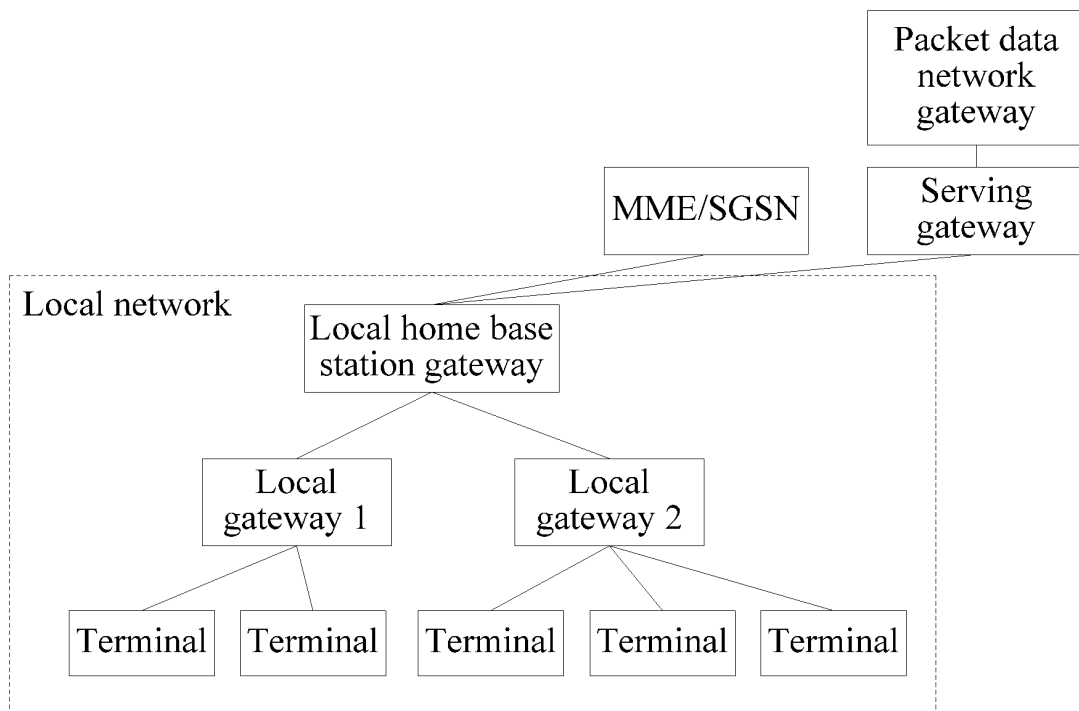 Packet data
network
gateway
MME/SGSN
Serving
gateway
Local network
Local home base
station gateway
Local
gateway 1
Local
gateway 2
Terminal
Terminal
Terminal
Terminal
Terminal